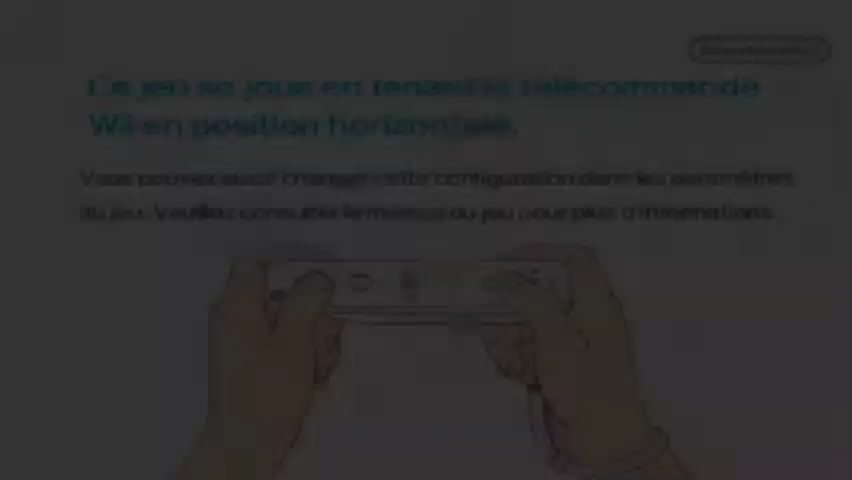 Ce jeu se joue en tenant la télécommande
Wii en position horizontale.
Vous pouvez aussi changer cette configuration dans les paramètres
du jeu. Veuillez consulter le manuel du jeu pour plus d'informations.